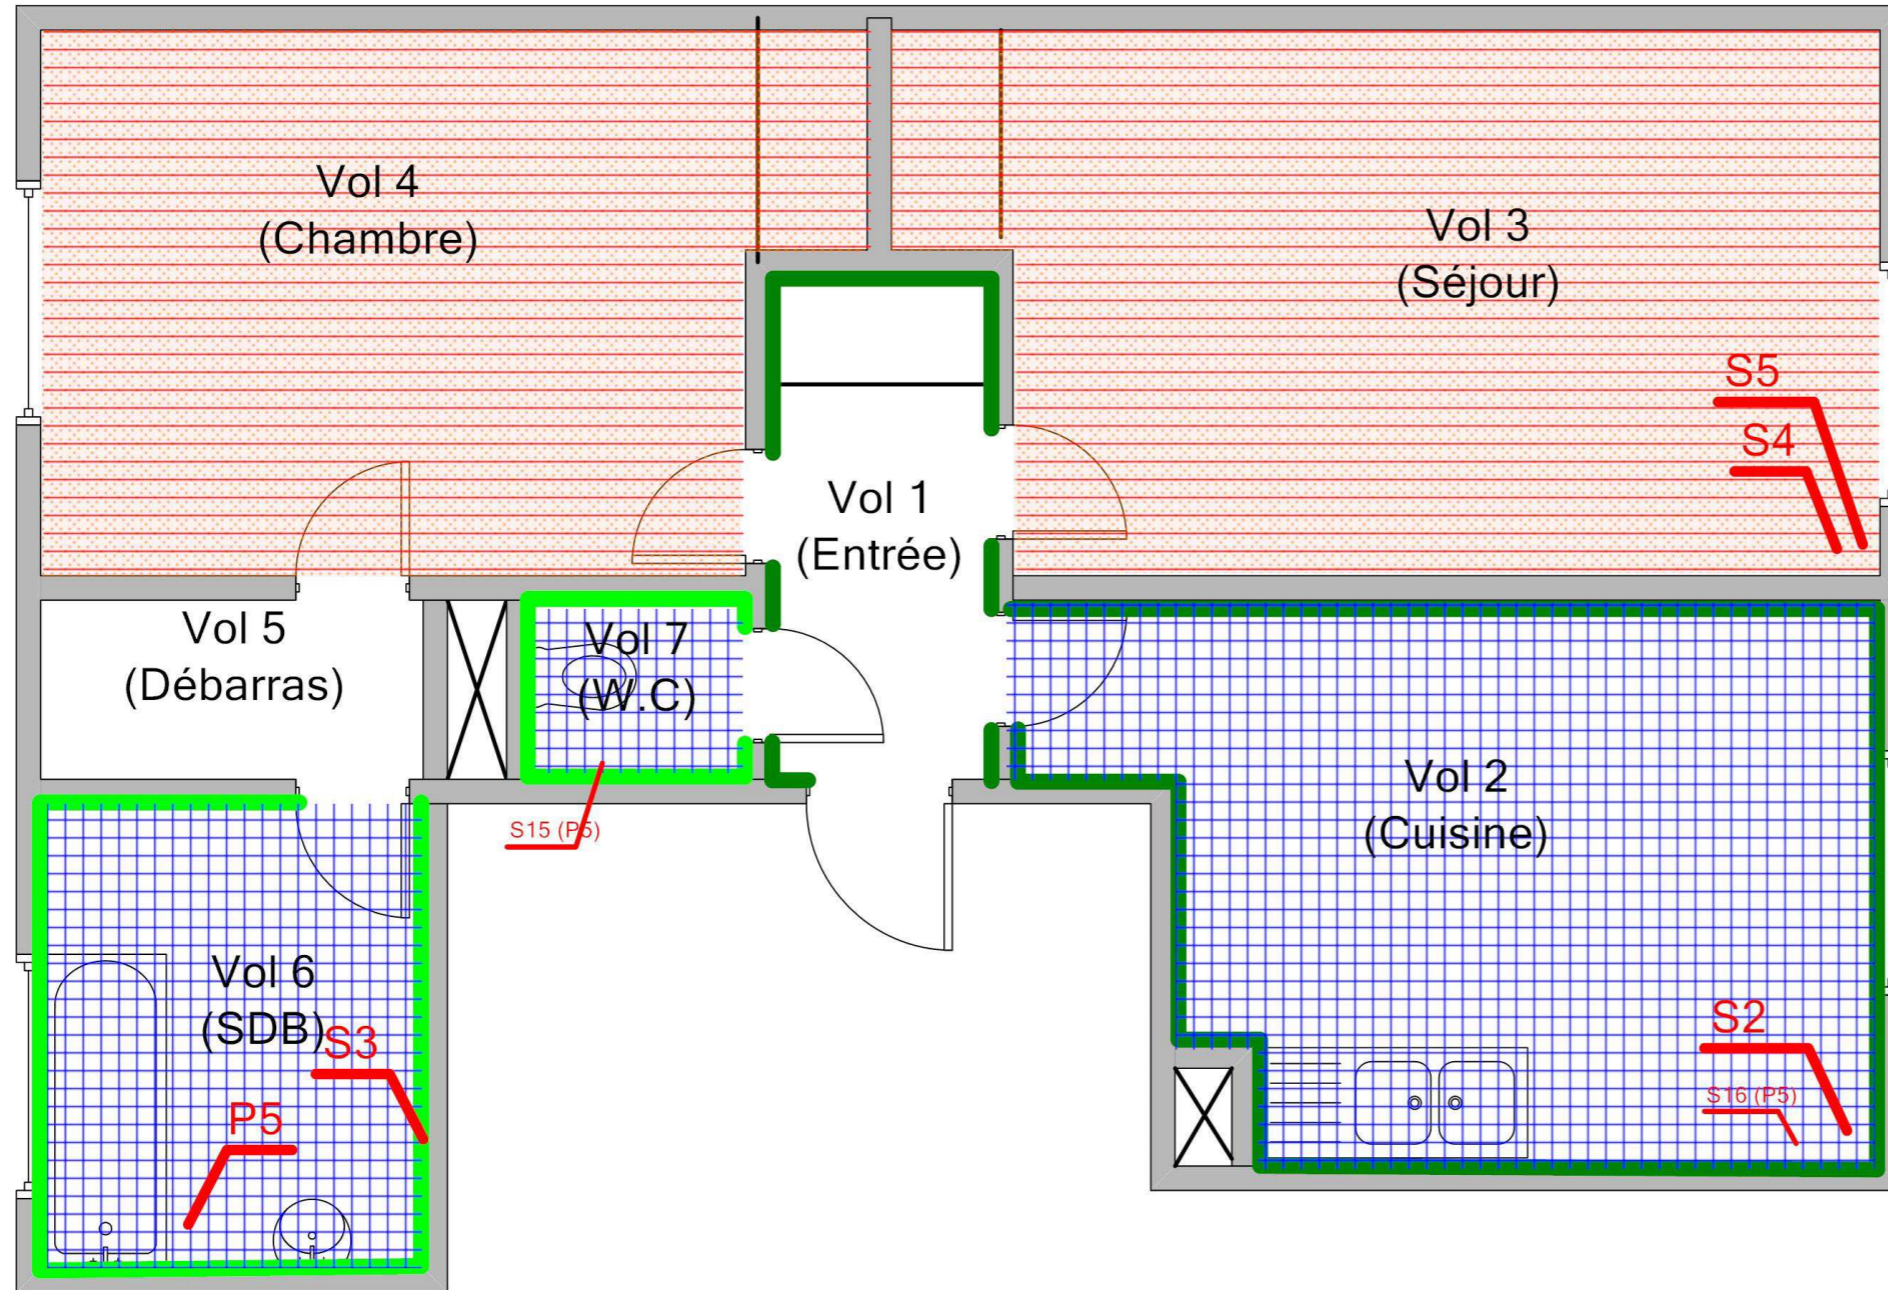 Vol 4
(Chambre)
Vol 3
(Séjour)
S5
S4
Vol 1
(Entrée)
Vol 5
(Débarras)
Vol 7
(W.C)
Vol 2
(Cuisine)
S15 (P5)
Vol 6
(SDB)
S3
S2
P5
S16 (P5)